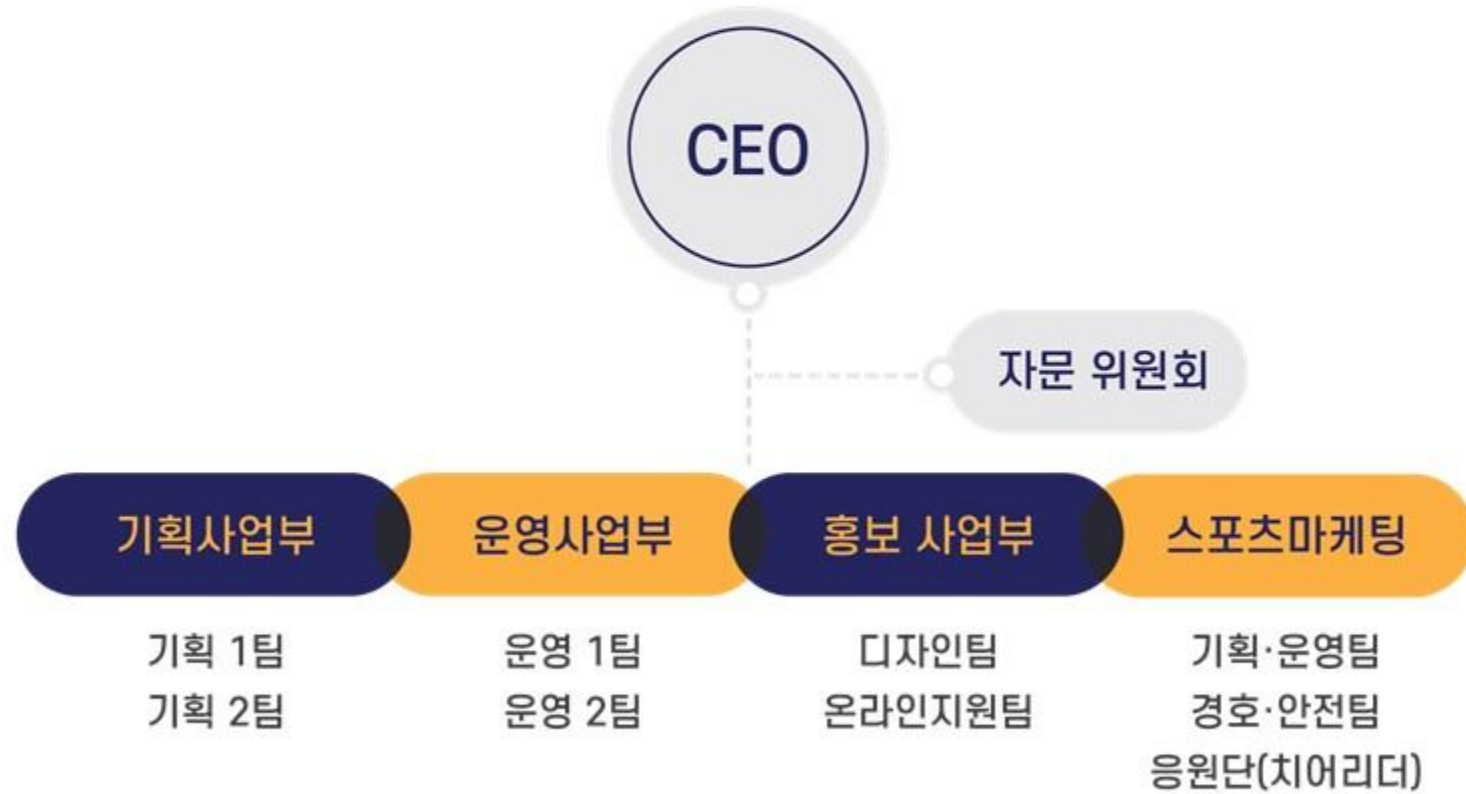 CEO
자문 위원회
기획사업부 운영사업부 홍보 사업부 스포츠마케팅
기획 1팀 운영 1팀 디자인팀 기획·운영팀
기획 2팀 운영 2팀 온라인지원팀 경호·안전팀
응원단(치어리더)